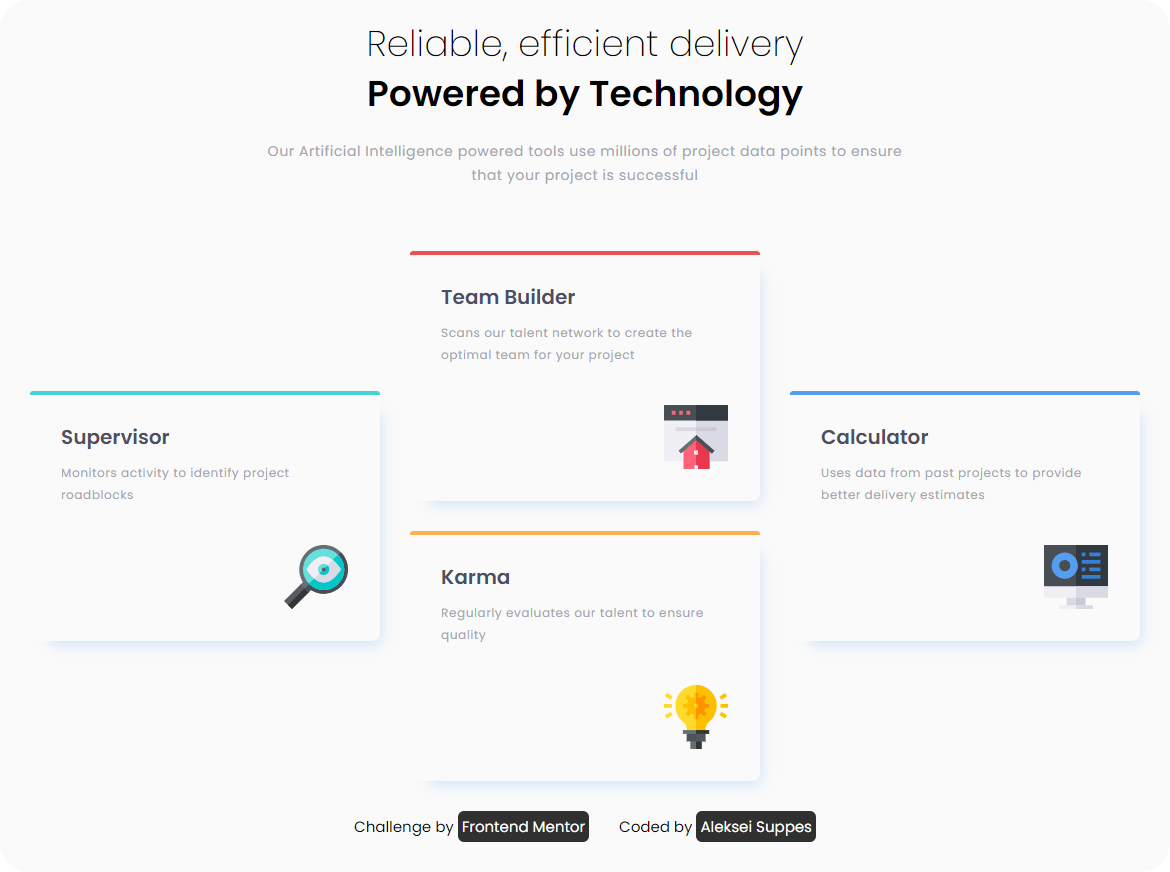 Reliable, efficient delivery
Powered by Technology
Our Artificial Intelligence powered tools use millions of project data points to ensure
that your project is successful
Team Builder
Scans our talent network to create the
optimal team for your project
Supervisor
Monitors activity to identify project
roadblocks
Calculator
Uses data from past projects to provide
better delivery estimates
Karma
Regularly evaluates our talent to ensure
quality
Challenge by Frontend Mentor Coded by Aleksei Suppes